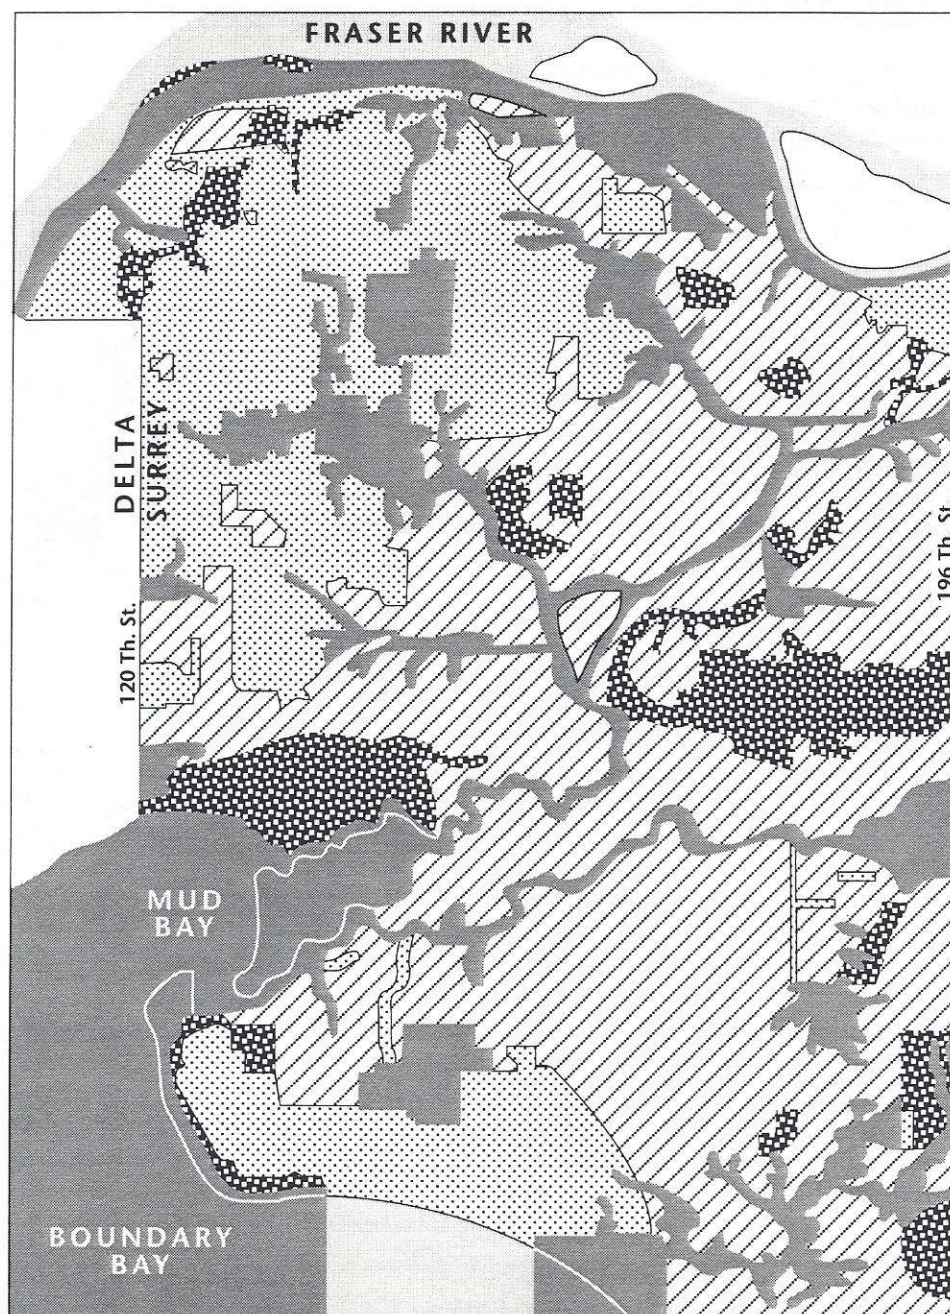 FRASER RIVER
DELTA
SURREY
120 Th. St.
196 Th. St.
MUD
BAY
BOUNDARY
BAY